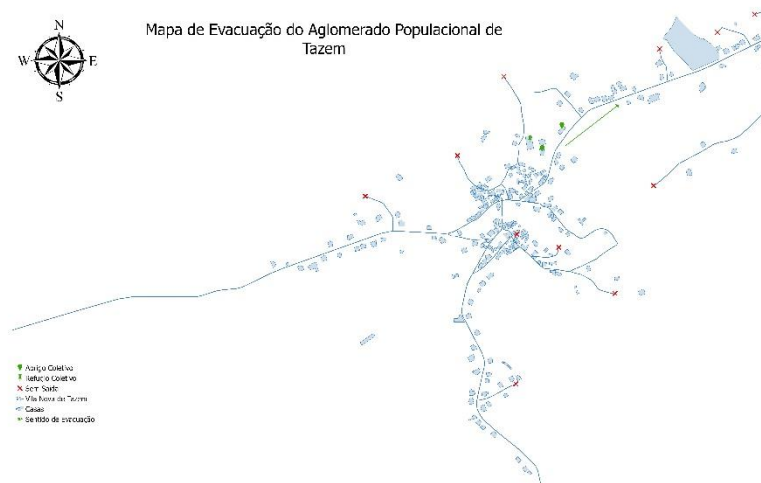 Mapa de Evacuação do Aglomerado Populacional de
Tazem
N
W
E
S
Abrigo Coletivo
Refúgio Coletivo
Sem Saída
Vila Nova de Tazem
Casas
Sentido de Evacuação